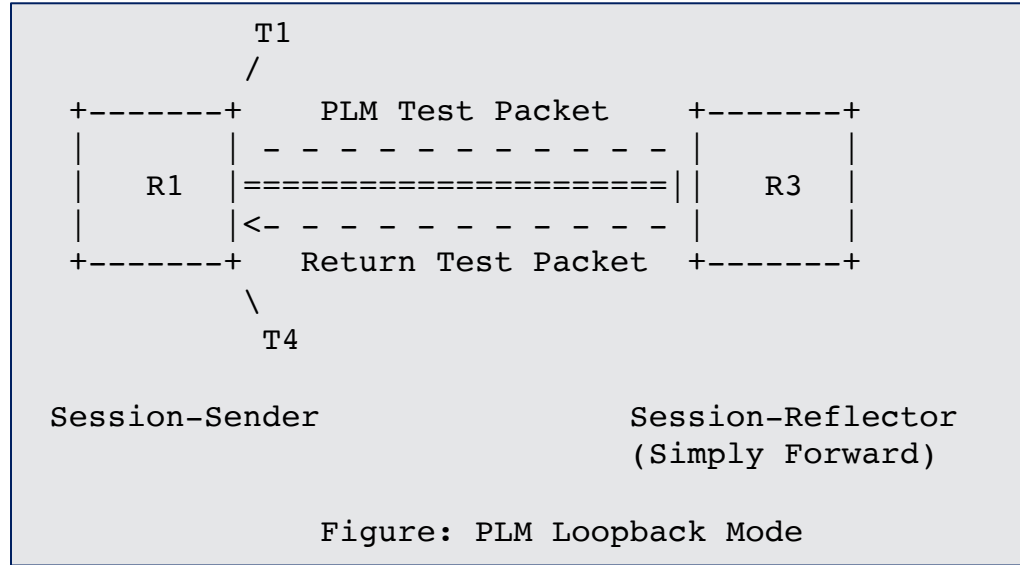 T1
/
+-------+ PLM Test Packet +-------+
| | - - - - - - - - - - - | |
| R1 |======================|| R3 |
| |<- - - - - - - - - - - | |
+-------+ Return Test Packet +-------+
\
T4
Session-Sender Session-Reflector
(Simply Forward)
Figure: PLM Loopback Mode